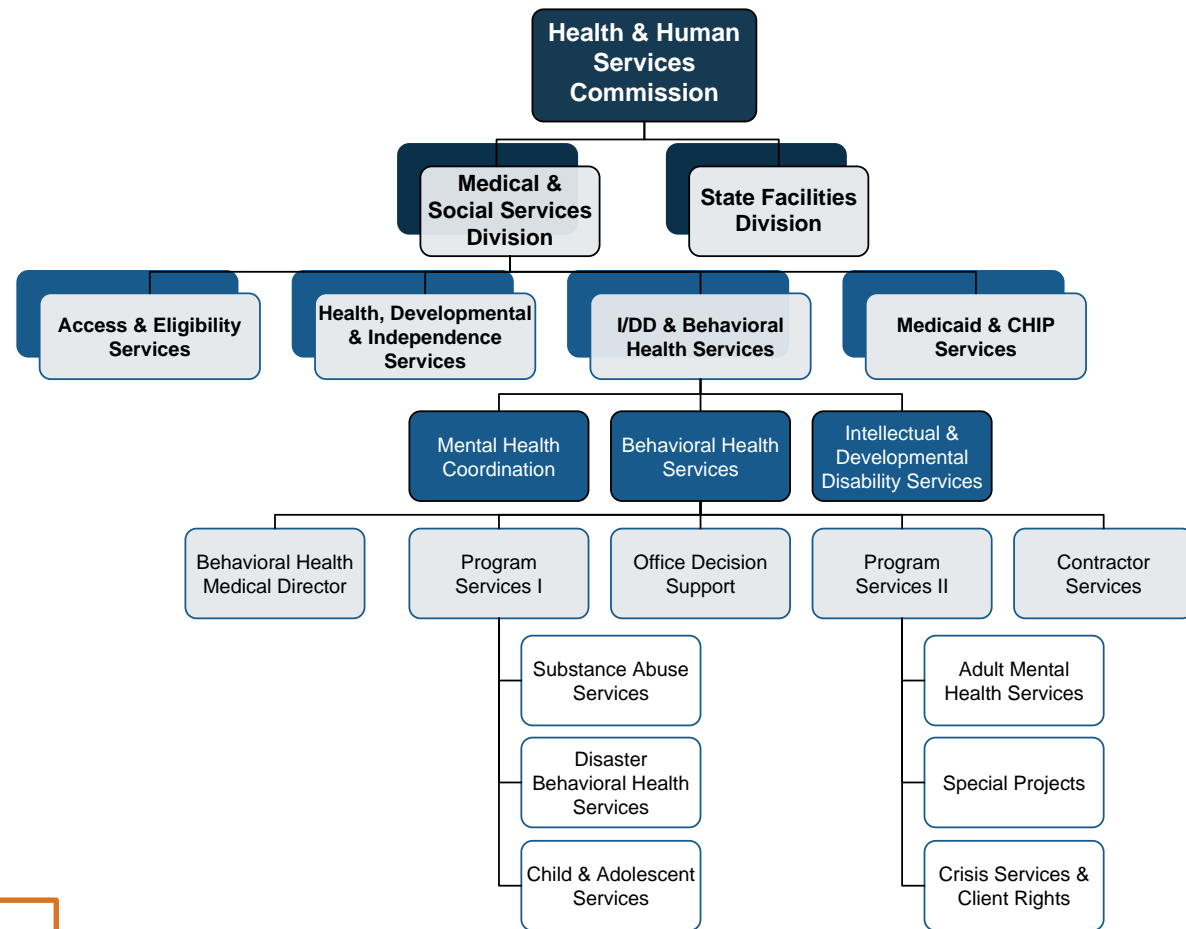 Health & Human
Services
Commission
Medical &
Social Services
Division
State Facilities
Division
Access & Eligibility
Services
Health, Developmental
& Independence
Services
I/DD & Behavioral
Health Services
Medicaid & CHIP
Services
Mental Health
Coordination
Behavioral Health
Services
Intellectual &
Developmental
Disability Services
Behavioral Health
Medical Director
Program
Services I
Office Decision
Support
Program
Services II
Contractor
Services
Substance Abuse
Services
Disaster
Behavioral Health
Services
Child & Adolescent
Services
Adult Mental
Health Services
Special Projects
Crisis Services &
Client Rights